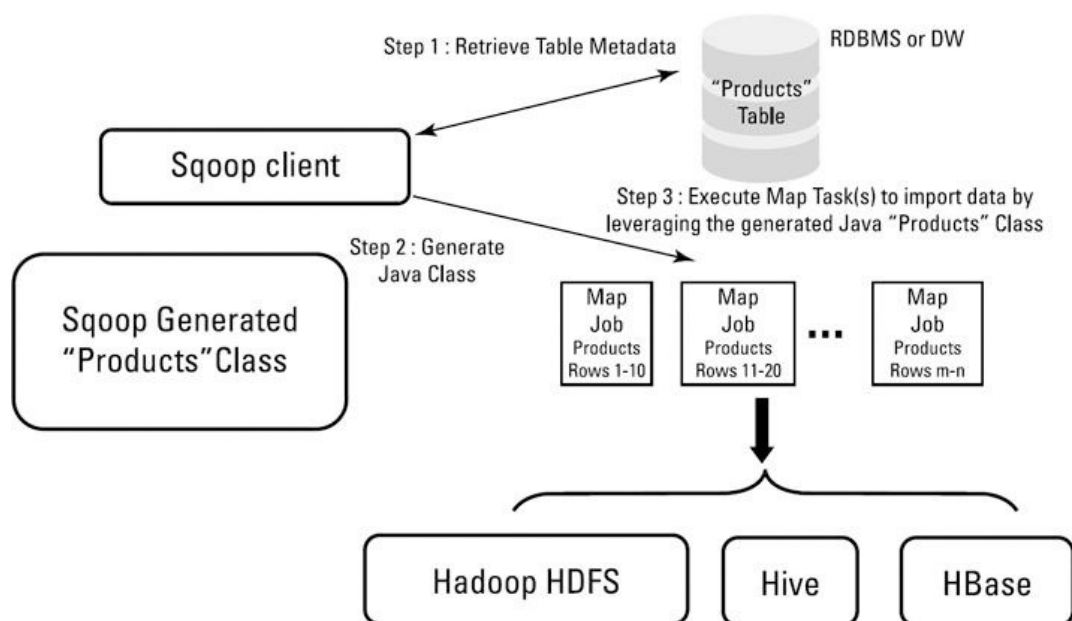 Step 1 : Retrieve Table Metadata
RDBMS or DW
“Products”
Table
Sqoop client
Step 3 : Execute Map Task(s) to import data by
leveraging the generated Java “Products” Class
Step 2 : Generate
Java Class
Sqoop Generated
“Products”Class
Map
Job
Products
Rows 1-10
Map
Job
Products
Rows 11-20
...
Map
Job
Products
Rows m-n
Hadoop HDFS
Hive
HBase